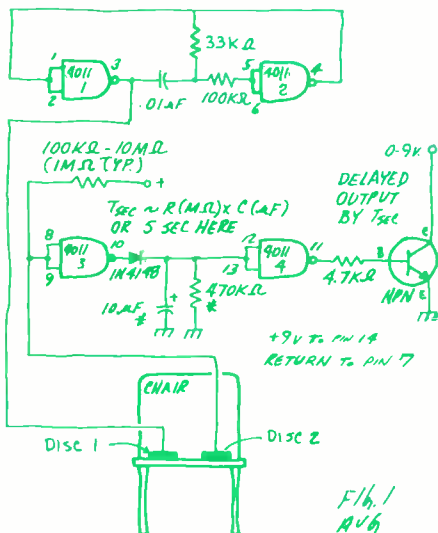 33KΩ
1
2
4011
1
3
.01µF
100KΩ
5
6
4011
2
4
100KΩ - 10MΩ
(1MΩ TYP.)
+
0-9V.
TSEC ~ R(MΩ) x C(µF)
OR 5 SEC HERE
DELAYED
OUTPUT
BY TSEC
8
9
4011
3
10
1N4148
12
13
4011
4
11
4.7KΩ
B
C
E
NPN
+
10µF
*
470KΩ
*
+9V TO PIN 14
RETURN TO PIN 7
CHAIR
DISC 1
DISC 2
FIG. 1
AUG